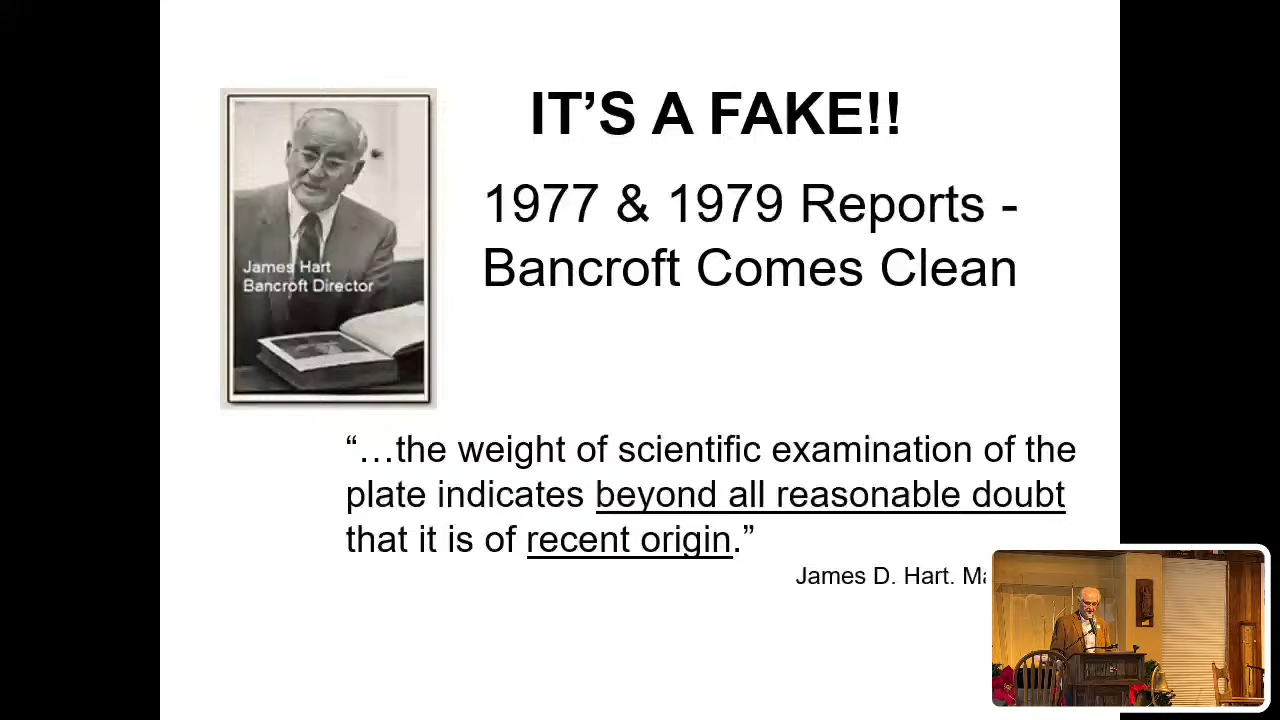 IT’S A FAKE!!
1977 & 1979 Reports -
Bancroft Comes Clean
James Hart
Bancroft Director
“…the weight of scientific examination of the
plate indicates beyond all reasonable doubt
that it is of recent origin.”
James D. Hart.